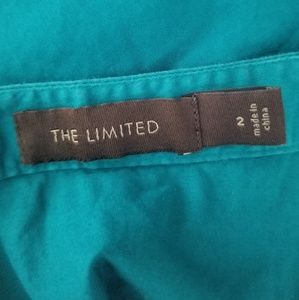 THE LIMITED
2
made in
china